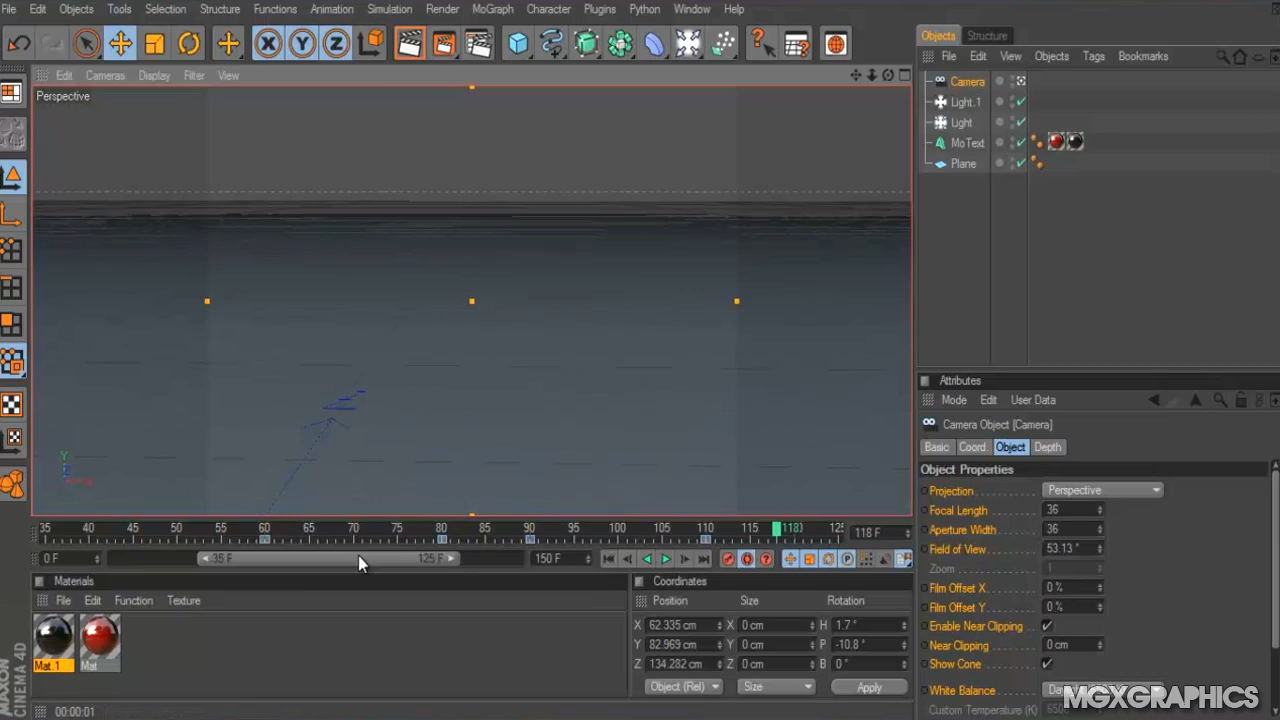 File Edit Objects Tools Selection Structure Functions Animation Simulation Render MoGraph Character Plugins Python Window Help
Objects Structure
File Edit View Objects Tags Bookmarks
Edit Cameras Display Filter View
Perspective
Camera
Light.1
Light
MoText
Plane
Attributes
Mode Edit User Data
Camera Object [Camera]
Basic Coord. Object Depth
Object Properties
Projection Perspective
Focal Length 36
Aperture Width 36
Field of View 53.13 °
Zoom 1
Film Offset X 0 %
Film Offset Y 0 %
Enable Near Clipping
Near Clipping 0 cm
Show Cone
White Balance
Custom Temperature (K)
35 40 45 50 55 60 65 70 75 80 85 90 95 100 105 110 115 118 125 118 F
0 F 35 F 125 F 150 F
Materials
File Edit Function Texture
Mat.1 Mat
Coordinates
Position Size Rotation
X 62.335 cm X 0 cm H 1.7 °
Y 82.969 cm Y 0 cm P -10.8 °
Z 134.282 cm Z 0 cm B 0 °
Object (Rel) Size Apply
MAXON
CINEMA 4D
00:00:01
MGXGRAPHICS